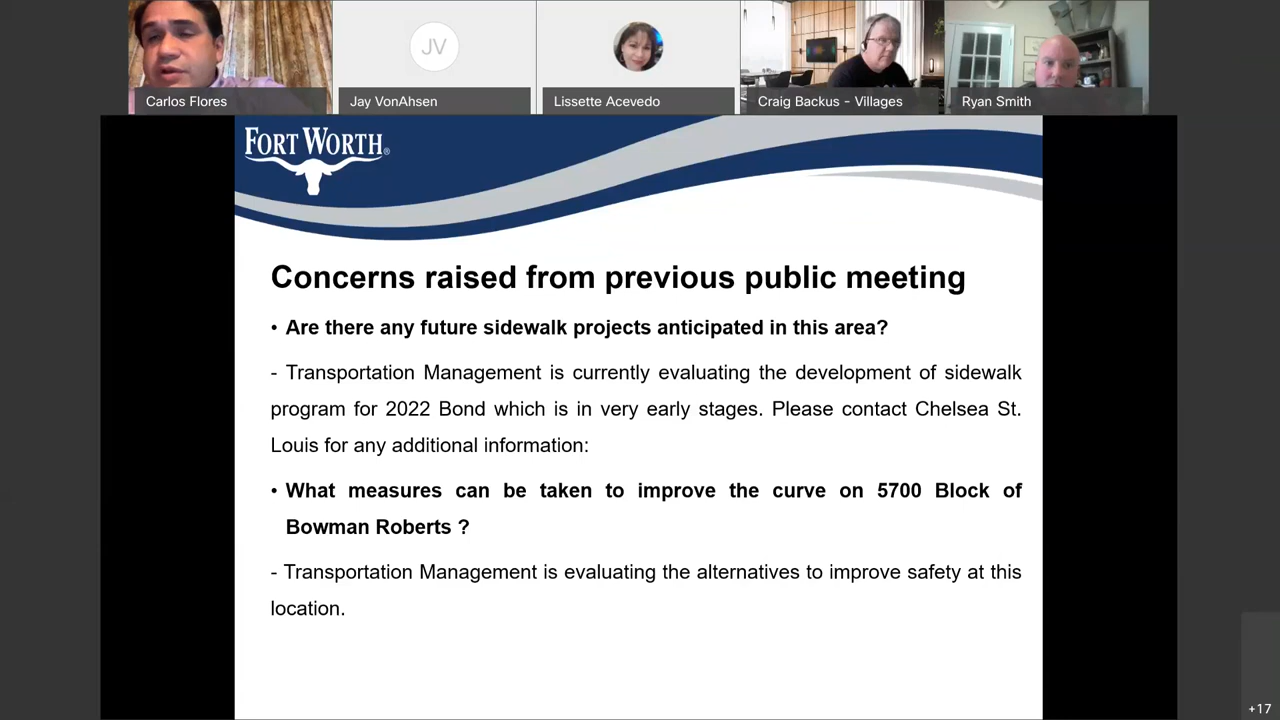 JV
Carlos Flores
Jay VonAhsen
Lissette Acevedo
Craig Backus - Villages
Ryan Smith
FORT WORTH®
Concerns raised from previous public meeting
• Are there any future sidewalk projects anticipated in this area?
- Transportation Management is currently evaluating the development of sidewalk
program for 2022 Bond which is in very early stages. Please contact Chelsea St.
Louis for any additional information:
• What measures can be taken to improve the curve on 5700 Block of
Bowman Roberts ?
- Transportation Management is evaluating the alternatives to improve safety at this
location.
+17